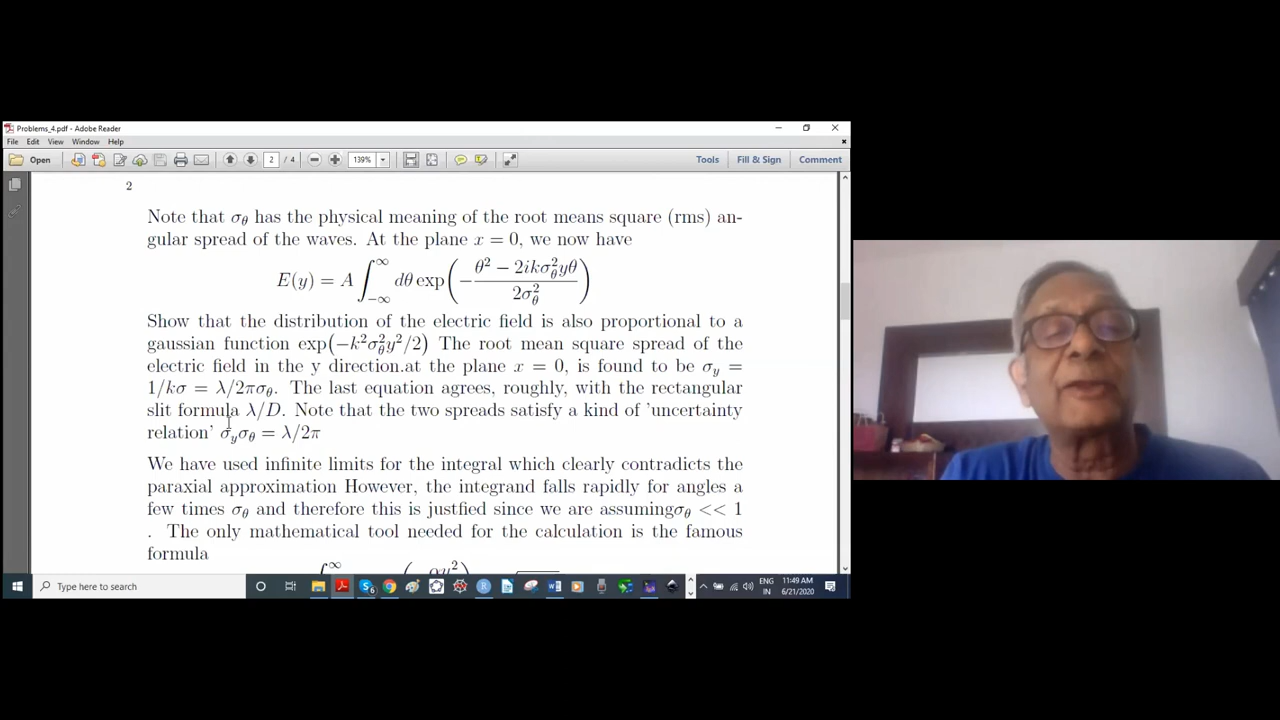 Problems_4.pdf - Adobe Reader
File Edit View Window Help
Open 2 / 4 139% Tools Fill & Sign Comment
2
Note that σ_θ has the physical meaning of the root means square (rms) an-
gular spread of the waves. At the plane x = 0, we now have
E(y) = A ∫_{-∞}^{∞} dθ exp(− (θ² − 2ikσ_θ²yθ) / 2σ_θ²)
Show that the distribution of the electric field is also proportional to a
gaussian function exp(−k²σ_θ²y²/2) The root mean square spread of the
electric field in the y direction.at the plane x = 0, is found to be σ_y =
1/kσ = λ/2πσ_θ. The last equation agrees, roughly, with the rectangular
slit formula λ/D. Note that the two spreads satisfy a kind of 'uncertainty
relation' σ_yσ_θ = λ/2π
We have used infinite limits for the integral which clearly contradicts the
paraxial approximation However, the integrand falls rapidly for angles a
few times σ_θ and therefore this is justfied since we are assumingσ_θ << 1
. The only mathematical tool needed for the calculation is the famous
formula
Type here to search
ENG
IN
11:49 AM
6/21/2020